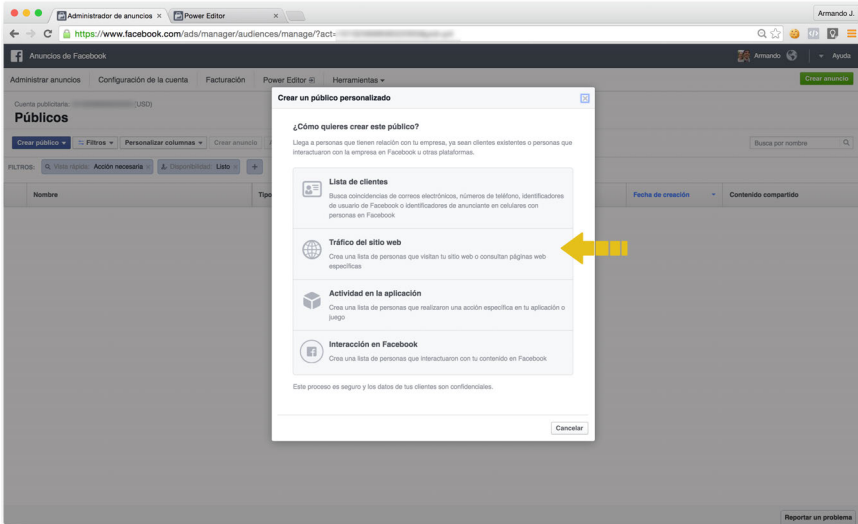 Administrador de anuncios
Power Editor
Armando J.
https://www.facebook.com/ads/manager/audiences/manage/?act=
Anuncios de Facebook
Armando
Ayuda
Administrar anuncios
Configuración de la cuenta
Facturación
Power Editor
Herramientas
Crear anuncio
Cuenta publicitaria:
(USD)
Públicos
Crear público
Filtros
Personalizar columnas
Crear anuncio
Busca por nombre
FILTROS:
Vista rápida: Acción necesaria
Disponibilidad: Listo
+
Nombre
Tipo
Fecha de creación
Contenido compartido
Crear un público personalizado
¿Cómo quieres crear este público?
Llega a personas que tienen relación con tu empresa, ya sean clientes existentes o personas que
interactuaron con la empresa en Facebook u otras plataformas.
Lista de clientes
Busca coincidencias de correos electrónicos, números de teléfono, identificadores
de usuario de Facebook o identificadores de anunciante en celulares con
personas en Facebook
Tráfico del sitio web
Crea una lista de personas que visitan tu sitio web o consultan páginas web
específicas
Actividad en la aplicación
Crea una lista de personas que realizaron una acción específica en tu aplicación o
juego
Interacción en Facebook
Crea una lista de personas que interactuaron con tu contenido en Facebook
Este proceso es seguro y los datos de tus clientes son confidenciales.
Cancelar
Reportar un problema